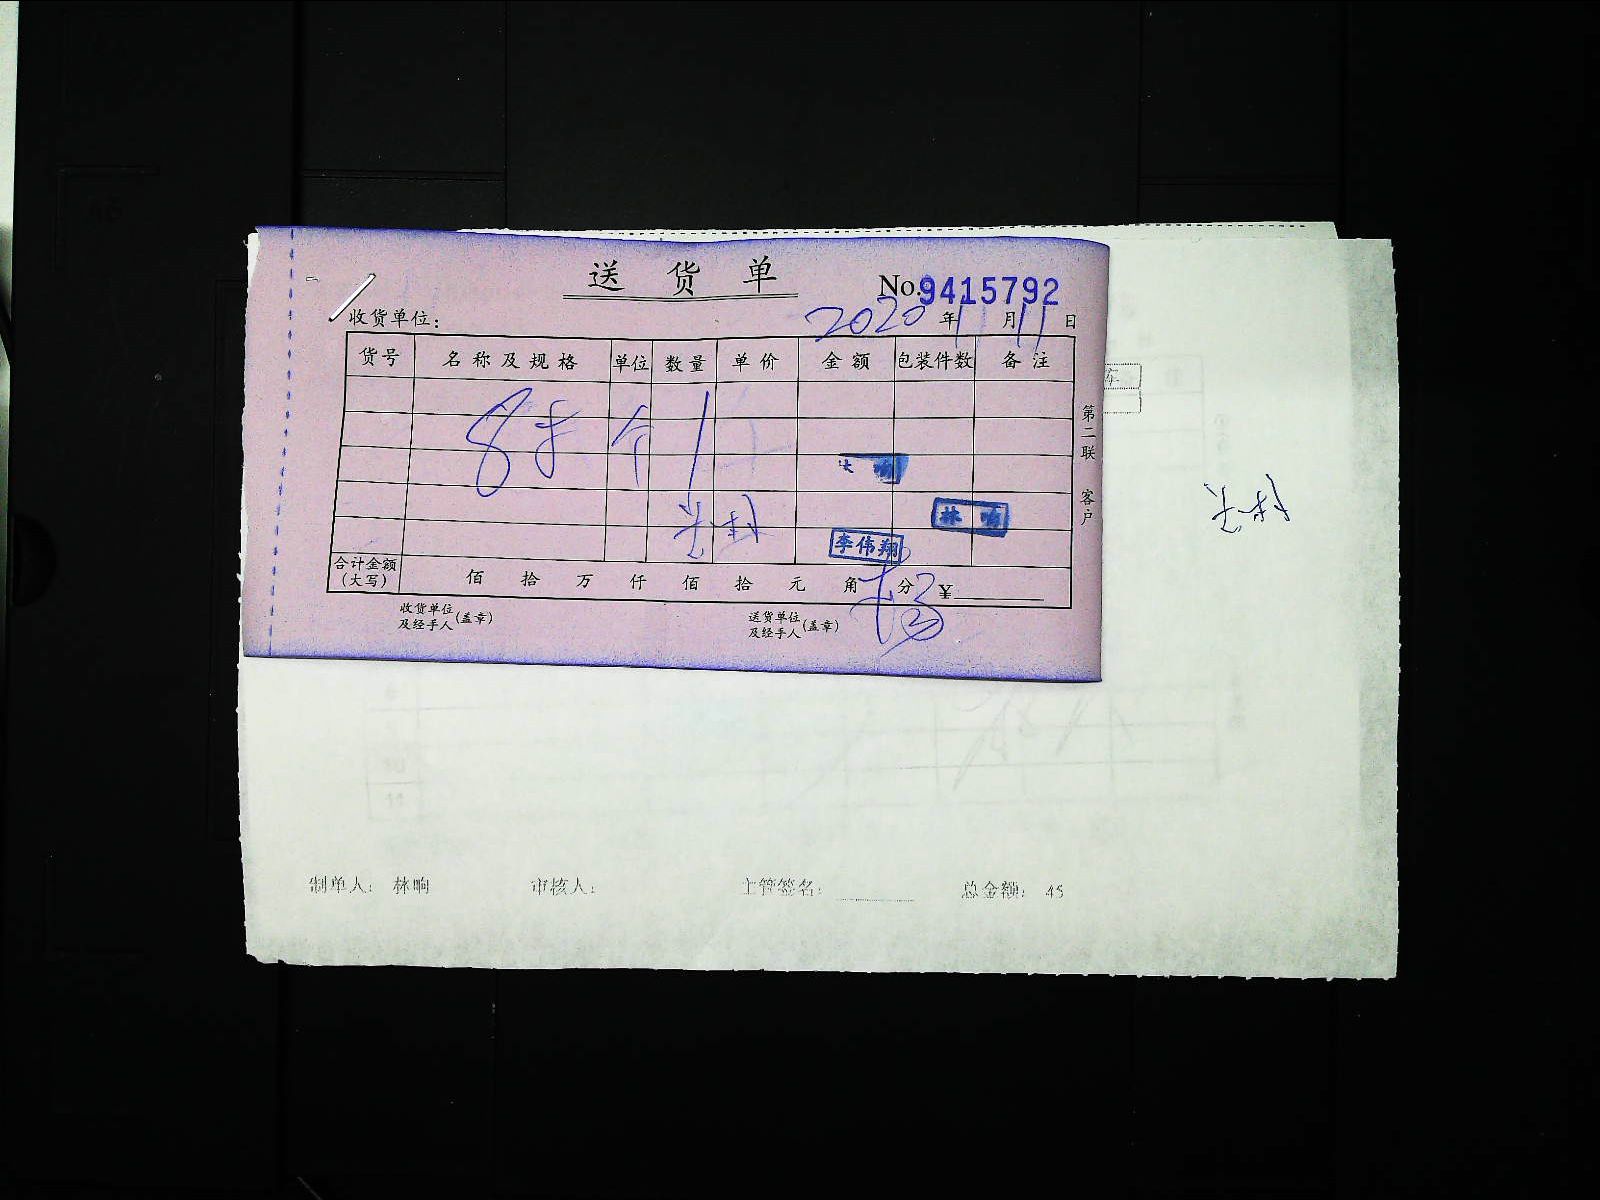 送 货 单
No.9415792
收货单位：
2020 年 11 月 11 日
货号 名称及规格 单位 数量 单价 金额 包装件数 备注
8寸 个 1
林响
李伟翔
第二联 客户
合计金额（大写） 佰 拾 万 仟 佰 拾 元 角 分 ¥
收货单位及经手人（盖章） 送货单位及经手人（盖章） 杨
制单人： 林响 审核人： 主管签名： 总金额： 45